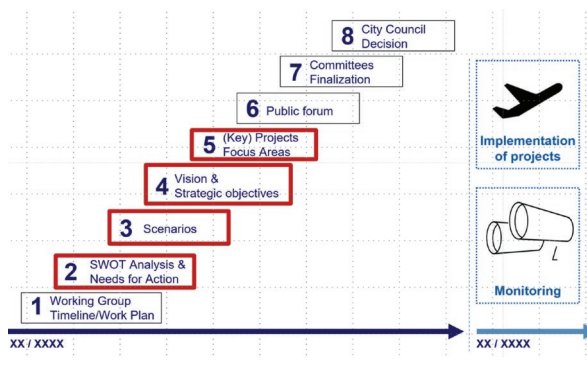 8 City Council
Decision
7 Committees
Finalization
6 Public forum
5 (Key) Projects
Focus Areas
4 Vision &
Strategic objectives
3 Scenarios
2 SWOT Analysis &
Needs for Action
1 Working Group
Timeline/Work Plan
Implementation
of projects
Monitoring
XX / XXXX
XX / XXXX